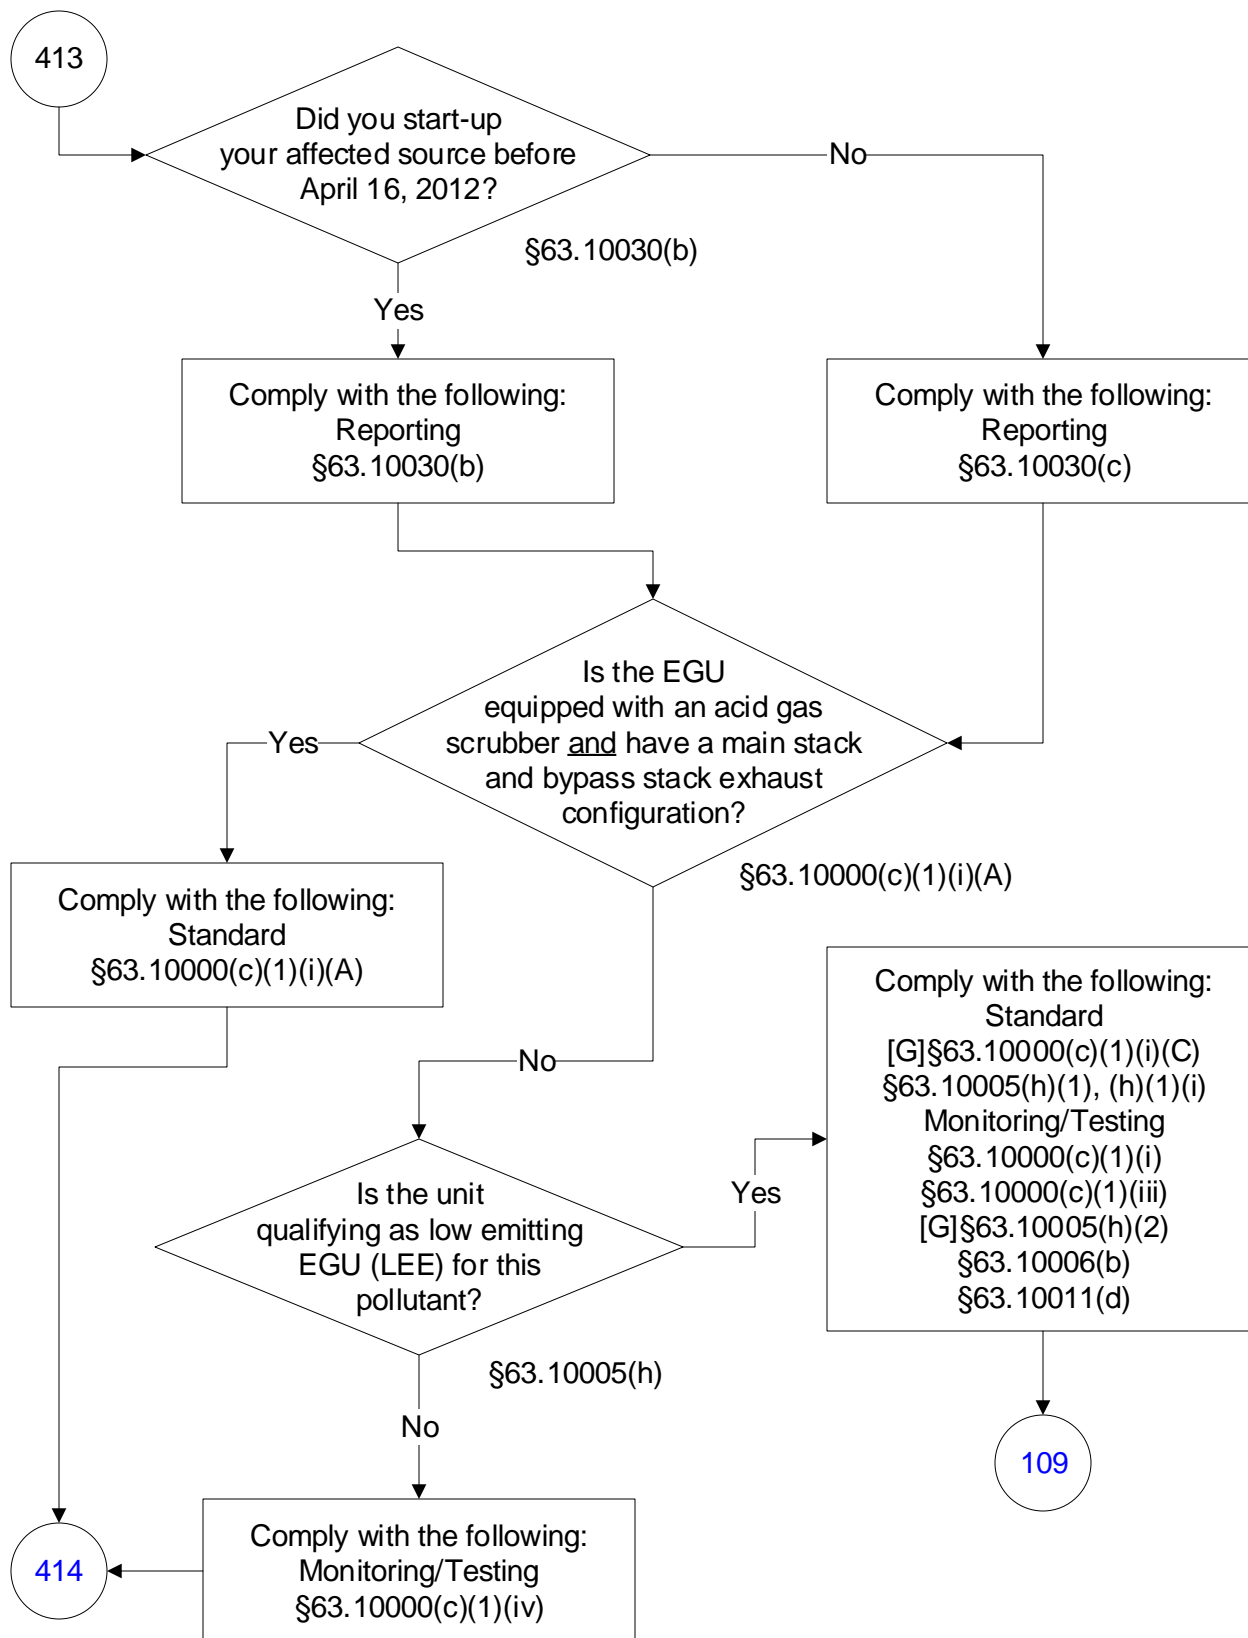 413
Did you start-up
your affected source before
April 16, 2012?
No
§63.10030(b)
Yes
Comply with the following:
Reporting
§63.10030(b)
Comply with the following:
Reporting
§63.10030(c)
Is the EGU
equipped with an acid gas
scrubber and have a main stack
and bypass stack exhaust
configuration?
Yes
§63.10000(c)(1)(i)(A)
Comply with the following:
Standard
§63.10000(c)(1)(i)(A)
No
Comply with the following:
Standard
[G]§63.10000(c)(1)(i)(C)
§63.10005(h)(1), (h)(1)(i)
Monitoring/Testing
§63.10000(c)(1)(i)
§63.10000(c)(1)(iii)
[G]§63.10005(h)(2)
§63.10006(b)
§63.10011(d)
Is the unit
qualifying as low emitting
EGU (LEE) for this
pollutant?
Yes
§63.10005(h)
No
109
Comply with the following:
Monitoring/Testing
§63.10000(c)(1)(iv)
414